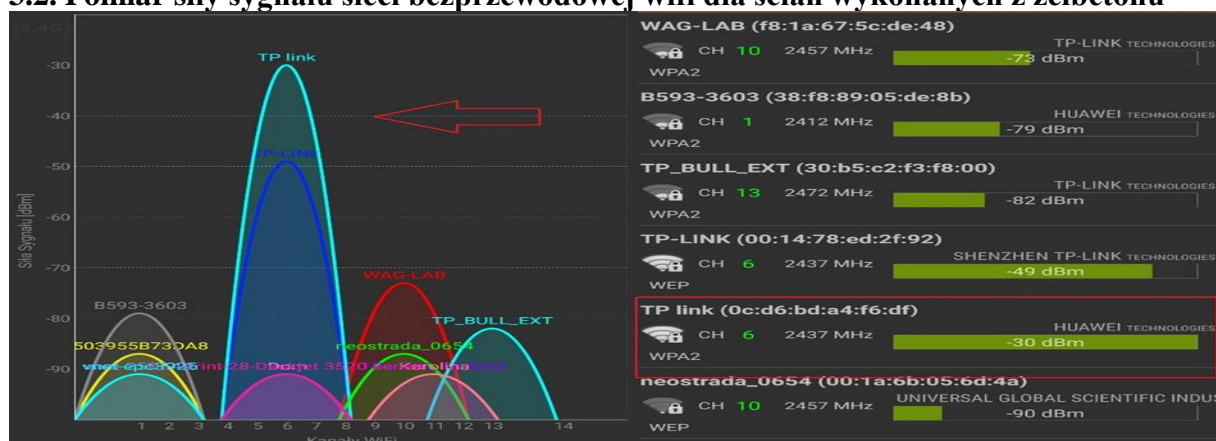 3.2. Pomiar siły sygnału sieci bezprzewodowej wifi dla ścian wykonanych z żelbetonu
2.4G
Siła Sygnału [dBm]
-30
-40
-50
-60
-70
-80
-90
TP link
TP-LINK
WAG-LAB
B593-3603
TP_BULL_EXT
503955B73DA8
neostrada_0654
Karolina
1 2 3 4 5 6 7 8 9 10 11 12 13 14
Kanały WiFi
WAG-LAB (f8:1a:67:5c:de:48)
TP-LINK TECHNOLOGIES
CH 10 2457 MHz
-73 dBm
WPA2
B593-3603 (38:f8:89:05:de:8b)
HUAWEI TECHNOLOGIES
CH 1 2412 MHz
-79 dBm
WPA2
TP_BULL_EXT (30:b5:c2:f3:f8:00)
TP-LINK TECHNOLOGIES
CH 13 2472 MHz
-82 dBm
WPA2
TP-LINK (00:14:78:ed:2f:92)
SHENZHEN TP-LINK TECHNOLOGIES
CH 6 2437 MHz
-49 dBm
WEP
TP link (0c:d6:bd:a4:f6:df)
HUAWEI TECHNOLOGIES
CH 6 2437 MHz
-30 dBm
WPA2
neostrada_0654 (00:1a:6b:05:6d:4a)
UNIVERSAL GLOBAL SCIENTIFIC INDUS
CH 10 2457 MHz
-90 dBm
WEP